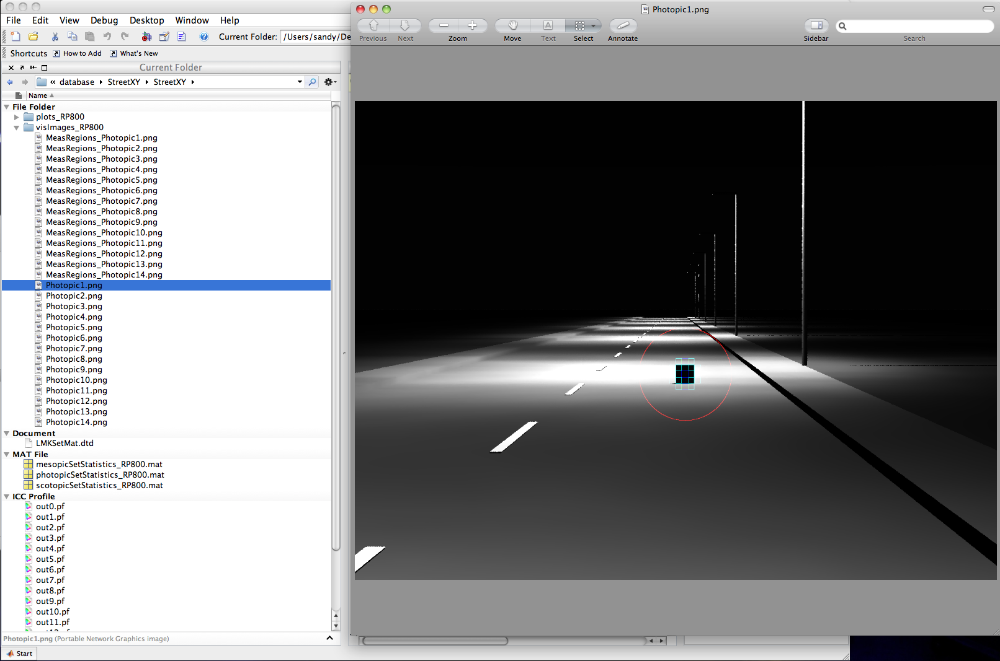 File Edit View Debug Desktop Window Help
Current Folder: /Users/sandy/De
Shortcuts How to Add What's New
Current Folder
« database StreetXY StreetXY
Name
File Folder
plots_RP800
visImages_RP800
MeasRegions_Photopic1.png
MeasRegions_Photopic2.png
MeasRegions_Photopic3.png
MeasRegions_Photopic4.png
MeasRegions_Photopic5.png
MeasRegions_Photopic6.png
MeasRegions_Photopic7.png
MeasRegions_Photopic8.png
MeasRegions_Photopic9.png
MeasRegions_Photopic10.png
MeasRegions_Photopic11.png
MeasRegions_Photopic12.png
MeasRegions_Photopic13.png
MeasRegions_Photopic14.png
Photopic1.png
Photopic2.png
Photopic3.png
Photopic4.png
Photopic5.png
Photopic6.png
Photopic7.png
Photopic8.png
Photopic9.png
Photopic10.png
Photopic11.png
Photopic12.png
Photopic13.png
Photopic14.png
Document
LMKSetMat.dtd
MAT File
mesopicSetStatistics_RP800.mat
photopicSetStatistics_RP800.mat
scotopicSetStatistics_RP800.mat
ICC Profile
out0.pf
out1.pf
out2.pf
out3.pf
out4.pf
out5.pf
out6.pf
out7.pf
out8.pf
out9.pf
out10.pf
out11.pf
Photopic1.png (Portable Network Graphics image)
Start
Photopic1.png
Previous Next Zoom Move Text Select Annotate Sidebar Search